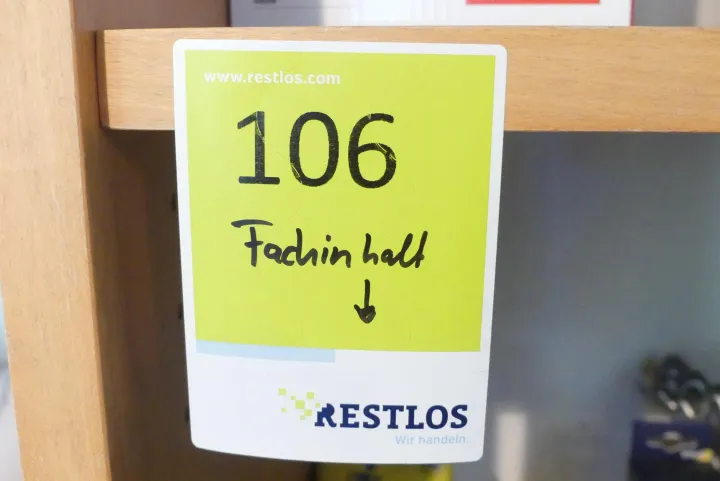 www.restlos.com
106
Fachinhalt
RESTLOS
Wir handeln.